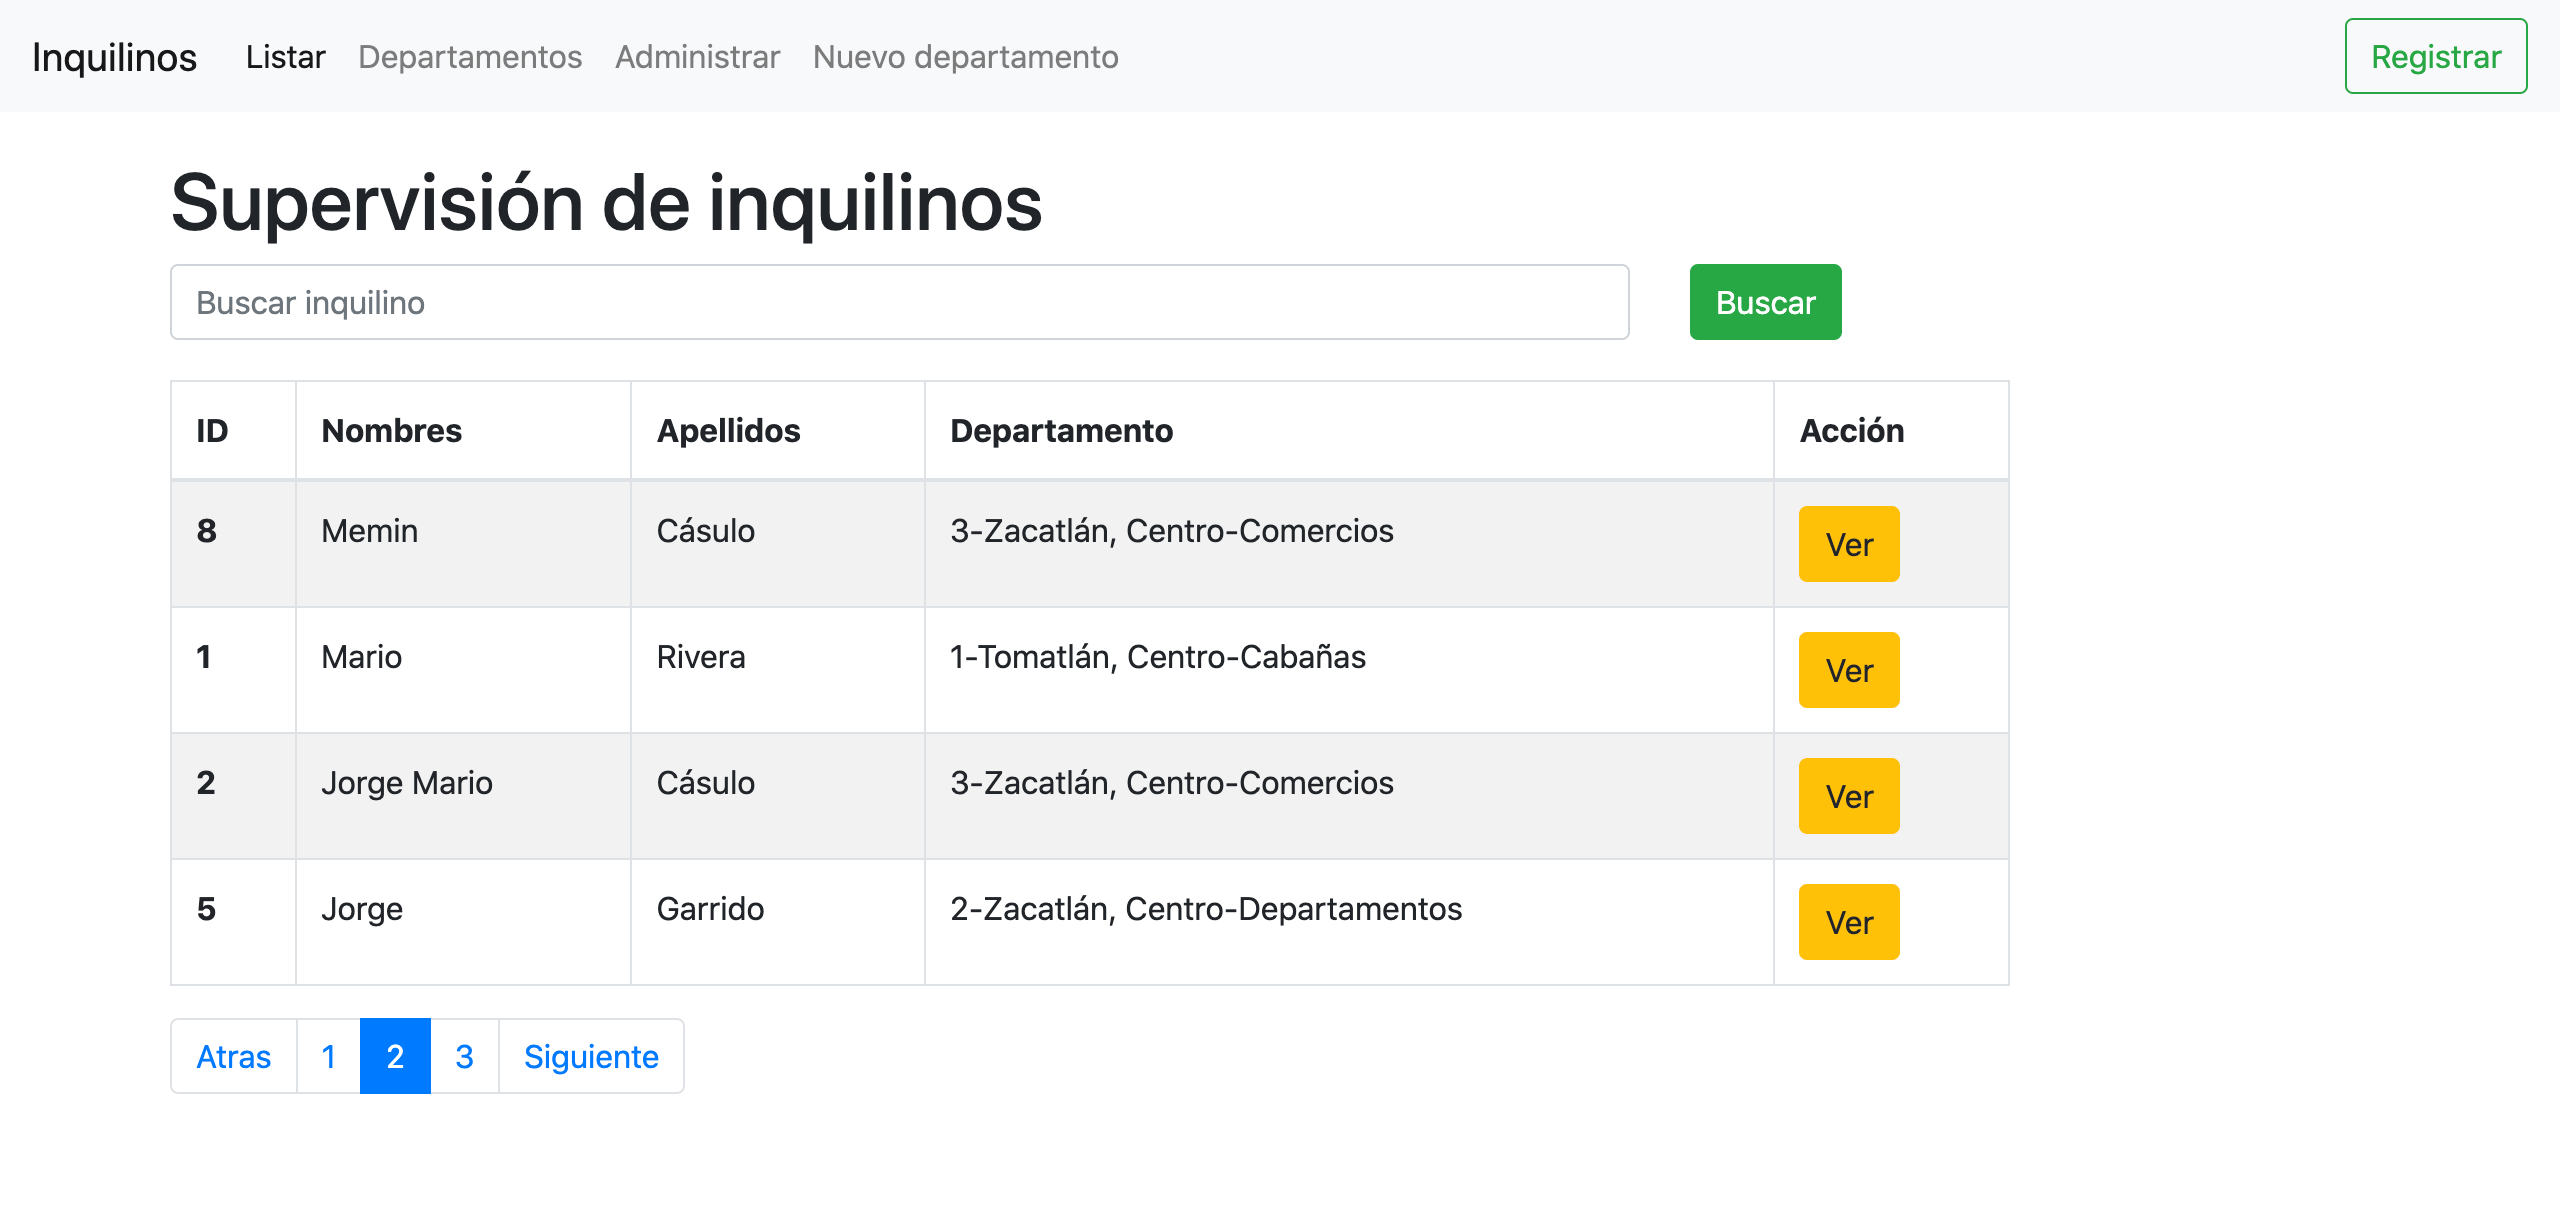 Inquilinos Listar Departamentos Administrar Nuevo departamento Registrar
Supervisión de inquilinos
Buscar inquilino Buscar
ID Nombres Apellidos Departamento Acción
8 Memin Cásulo 3-Zacatlán, Centro-Comercios Ver
1 Mario Rivera 1-Tomatlán, Centro-Cabañas Ver
2 Jorge Mario Cásulo 3-Zacatlán, Centro-Comercios Ver
5 Jorge Garrido 2-Zacatlán, Centro-Departamentos Ver
Atras 1 2 3 Siguiente